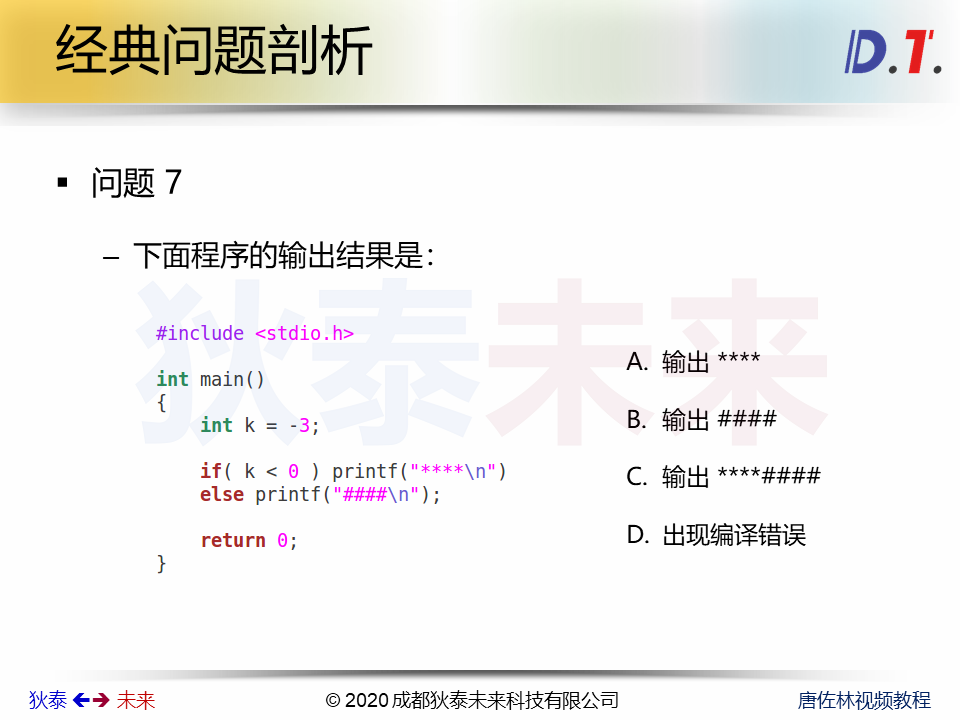 经典问题剖析
D.T.
▪ 问题 7
– 下面程序的输出结果是：
狄泰未来
#include <stdio.h>
int main()
{
int k = -3;
if( k < 0 ) printf("****\n")
else printf("####\n");
return 0;
}
A. 输出 ****
B. 输出 ####
C. 输出 ****####
D. 出现编译错误
狄泰 未来
© 2020 成都狄泰未来科技有限公司
唐佐林视频教程